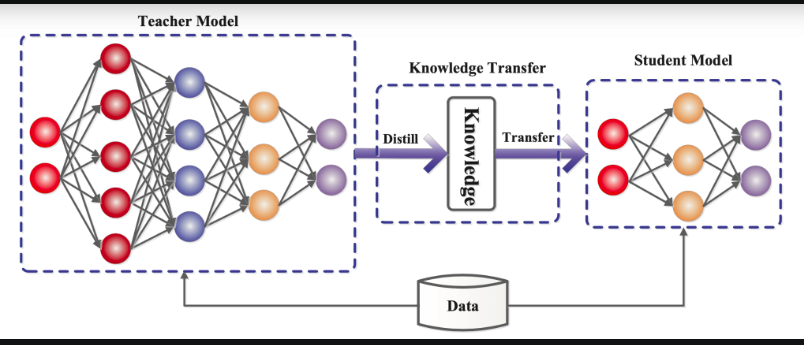 Teacher Model
Knowledge Transfer
Student Model
Distill
Knowledge
Transfer
Data